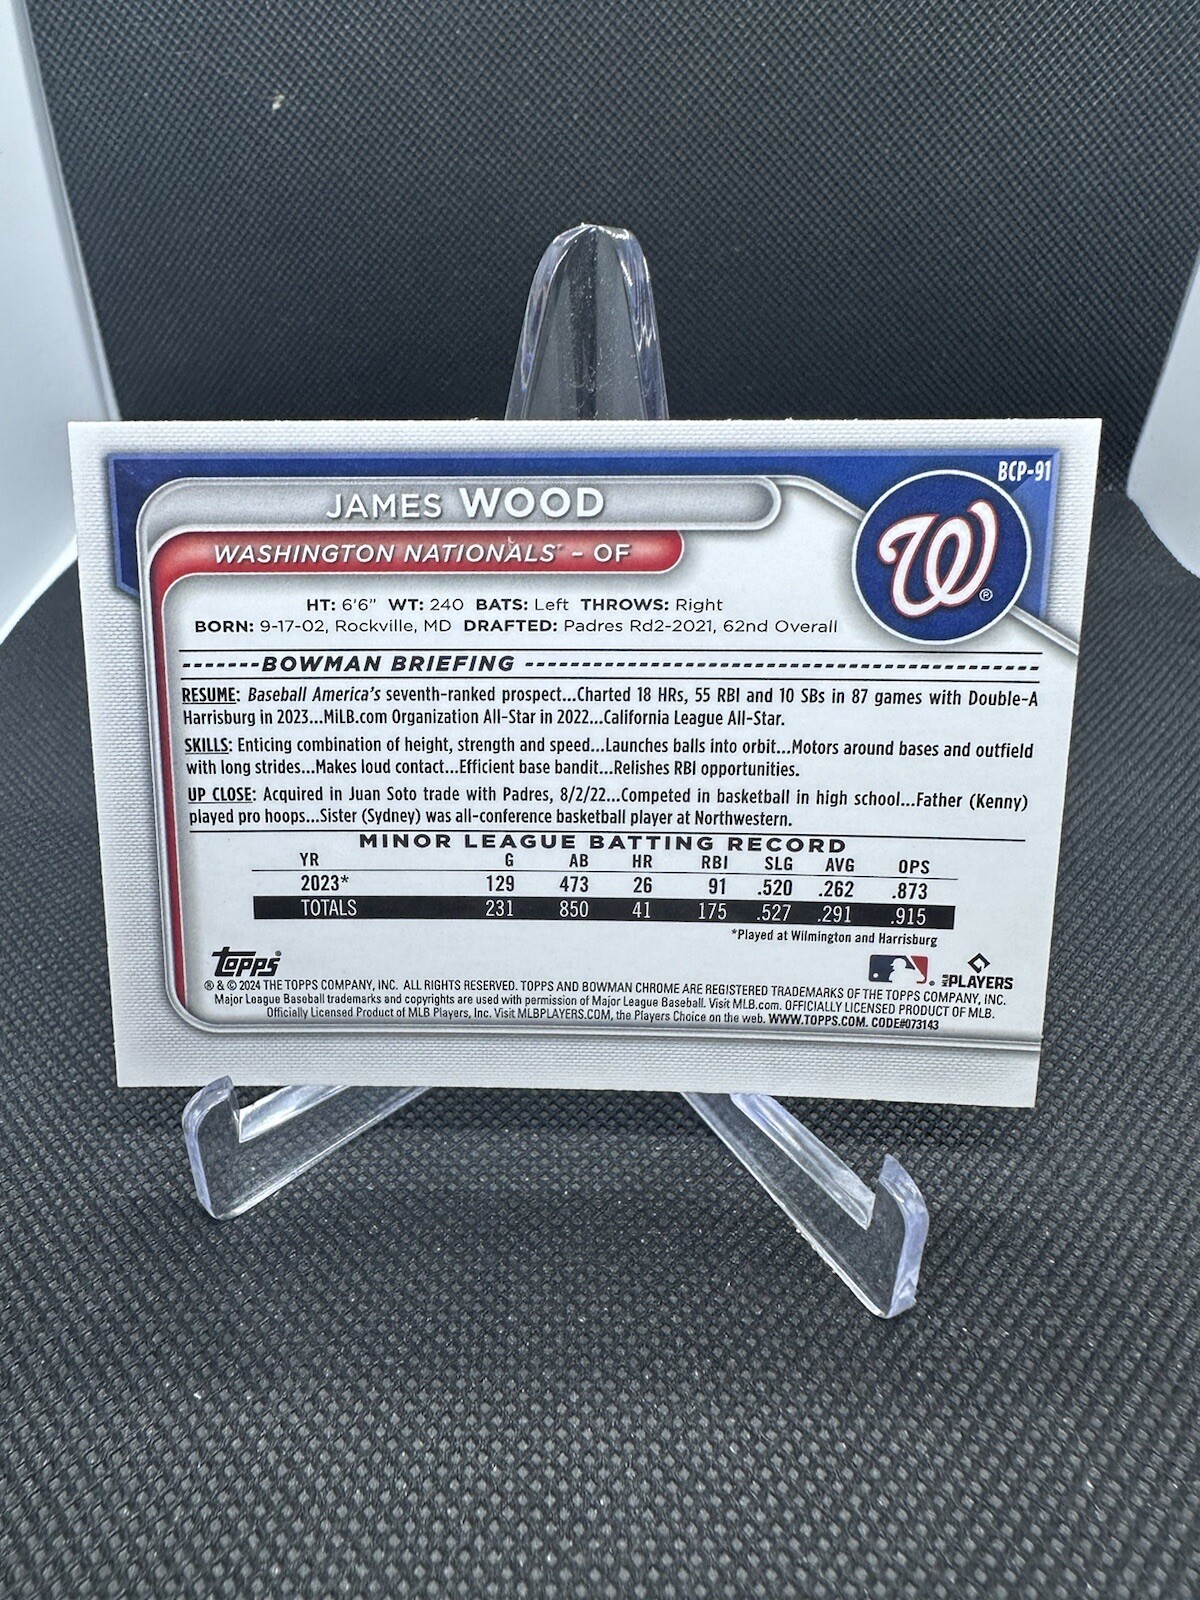 BCP-91
JAMES WOOD
WASHINGTON NATIONALS™ - OF
W®
HT: 6'6" WT: 240 BATS: Left THROWS: Right
BORN: 9-17-02, Rockville, MD DRAFTED: Padres Rd2-2021, 62nd Overall
-------BOWMAN BRIEFING ---------------------------------------------
RESUME: Baseball America's seventh-ranked prospect...Charted 18 HRs, 55 RBI and 10 SBs in 87 games with Double-A
Harrisburg in 2023...MiLB.com Organization All-Star in 2022...California League All-Star.
SKILLS: Enticing combination of height, strength and speed...Launches balls into orbit...Motors around bases and outfield
with long strides...Makes loud contact...Efficient base bandit...Relishes RBI opportunities.
UP CLOSE: Acquired in Juan Soto trade with Padres, 8/2/22...Competed in basketball in high school...Father (Kenny)
played pro hoops...Sister (Sydney) was all-conference basketball player at Northwestern.
MINOR LEAGUE BATTING RECORD
YR G AB HR RBI SLG AVG OPS
2023* 129 473 26 91 .520 .262 .873
TOTALS 231 850 41 175 .527 .291 .915
*Played at Wilmington and Harrisburg
topps®
MLB PLAYERS
® & © 2024 THE TOPPS COMPANY, INC. ALL RIGHTS RESERVED. TOPPS AND BOWMAN CHROME ARE REGISTERED TRADEMARKS OF THE TOPPS COMPANY, INC.
Major League Baseball trademarks and copyrights are used with permission of Major League Baseball. Visit MLB.com. OFFICIALLY LICENSED PRODUCT OF MLB.
Officially Licensed Product of MLB Players, Inc. Visit MLBPLAYERS.COM, the Players Choice on the web. WWW.TOPPS.COM. CODE#073143